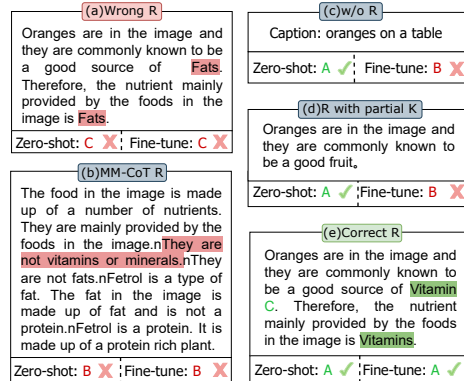 (a)Wrong R
Oranges are in the image and
they are commonly known to be
a good source of Fats.
Therefore, the nutrient mainly
provided by the foods in the
image is Fats.
Zero-shot: C ✗ Fine-tune: C ✗
(b)MM-CoT R
The food in the image is made
up of a number of nutrients.
They are mainly provided by the
foods in the image.nThey are
not vitamins or minerals.nThey
are not fats.nFetrol is a type of
fat. The fat in the image is
made up of fat and is not a
protein.nFetrol is a protein. It is
made up of a protein rich plant.
Zero-shot: B ✗ Fine-tune: B ✗
(c)w/o R
Caption: oranges on a table
Zero-shot: A ✓ Fine-tune: B ✗
(d)R with partial K
Oranges are in the image and
they are commonly known to
be a good fruit。
Zero-shot: A ✓ Fine-tune: B ✗
(e)Correct R
Oranges are in the image and
they are commonly known to
be a good source of Vitamin
C. Therefore, the nutrient
mainly provided by the foods
in the image is Vitamins.
Zero-shot: A ✓ Fine-tune: A ✓